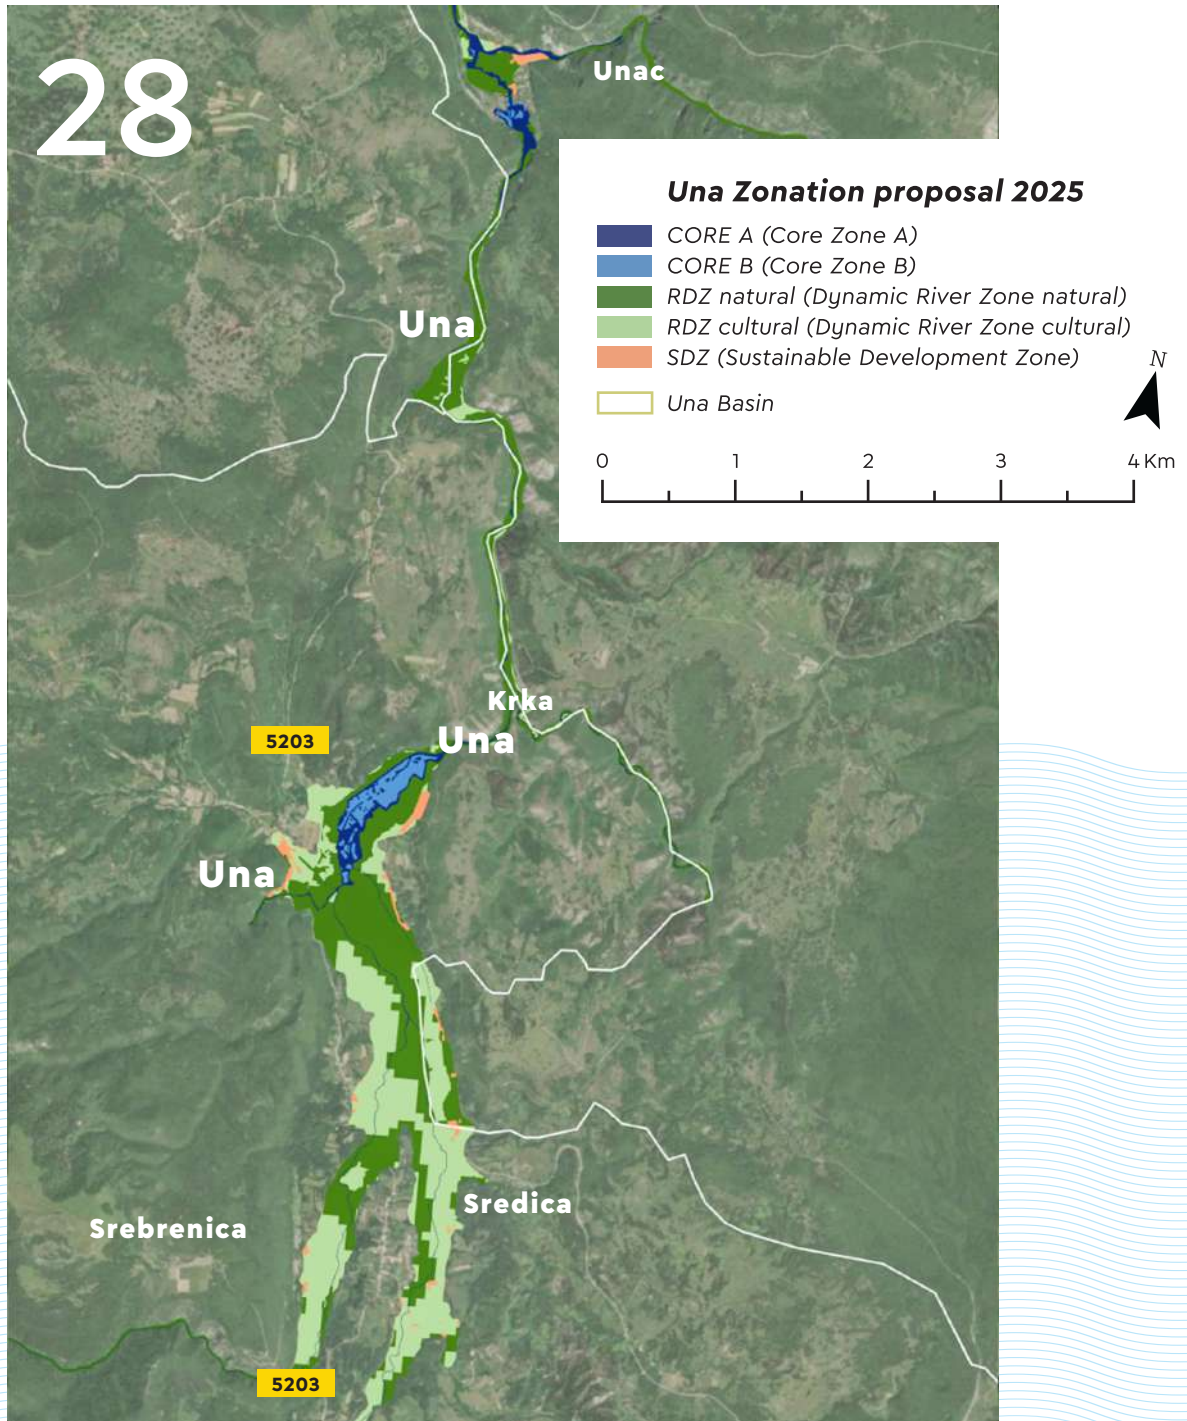 28
Unac
Una Zonation proposal 2025
CORE A (Core Zone A)
CORE B (Core Zone B)
RDZ natural (Dynamic River Zone natural)
RDZ cultural (Dynamic River Zone cultural)
SDZ (Sustainable Development Zone)
N
Una Basin
0 1 2 3 4 Km
Una
Krka
Una
5203
Una
Sredica
Srebrenica
5203